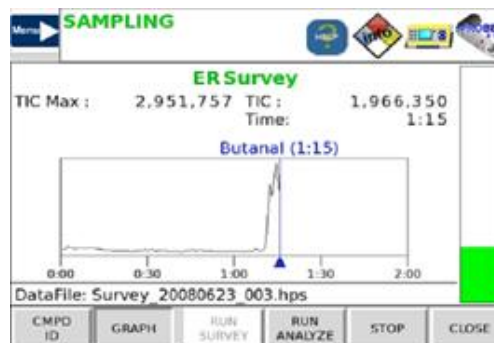 Menu
SAMPLING
info
PROBE
ER Survey
TIC Max : 2,951,757 TIC : 1,966,350
Time: 1:15
Butanal (1:15)
0:00 0:30 1:00 1:30 2:00
DataFile: Survey_20080623_003.hps
CMPD ID
GRAPH
RUN SURVEY
RUN ANALYZE
STOP
CLOSE